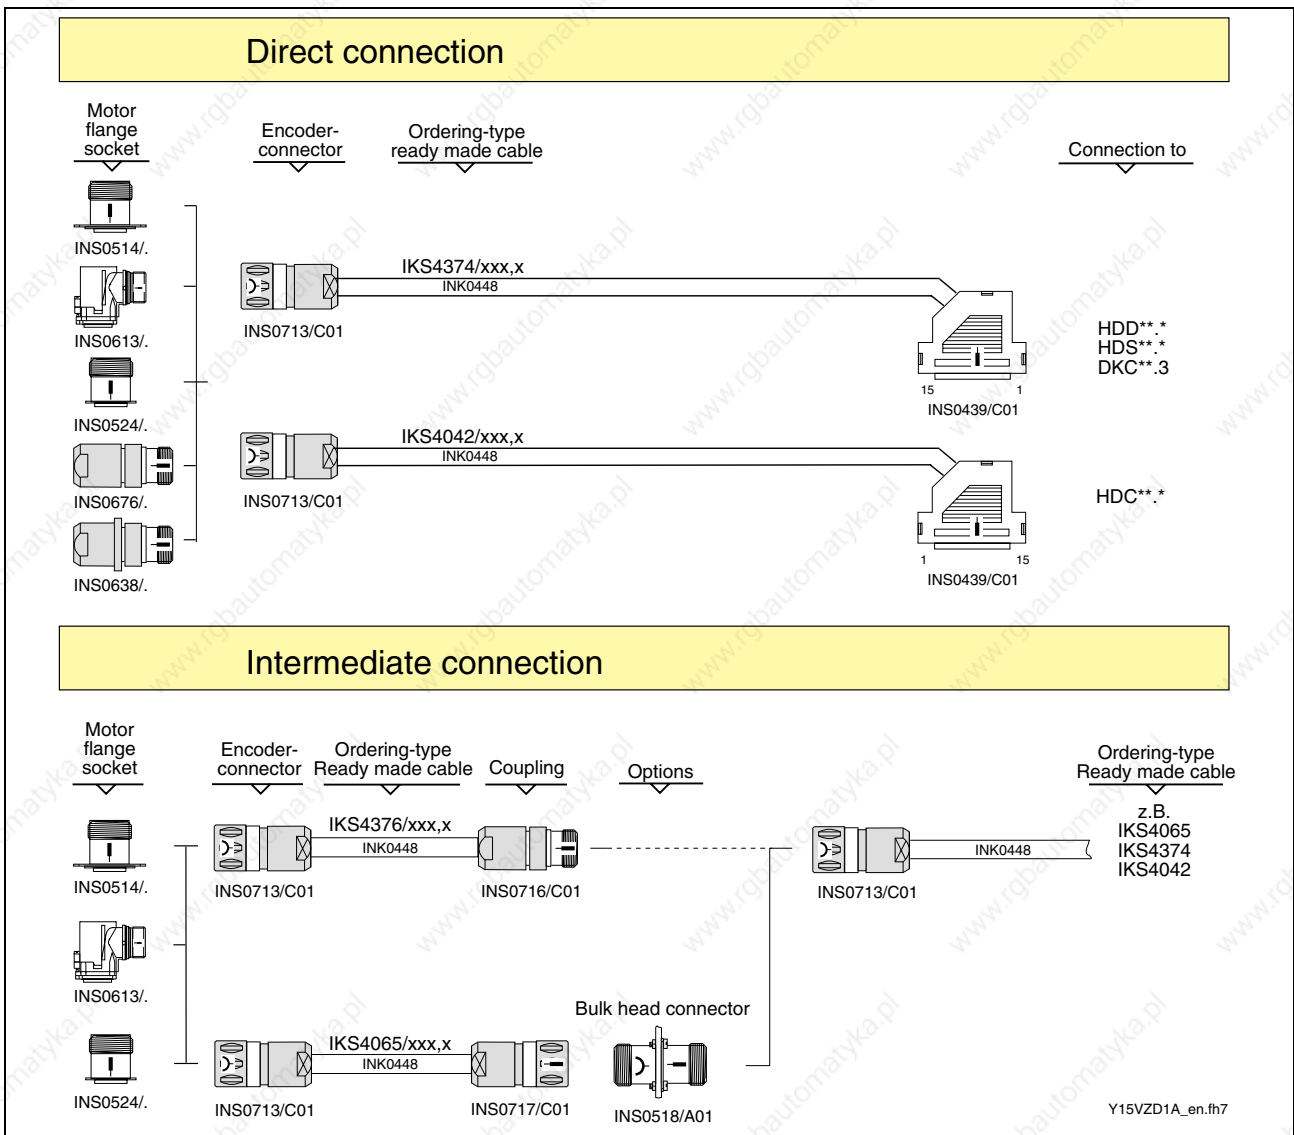 Direct connection
Motor
flange
socket
Encoder-
connector
Ordering-type
ready made cable
Connection to
INS0514/.
INS0613/.
INS0524/.
INS0676/.
INS0638/.
INS0713/C01
IKS4374/xxx,x
INK0448
15
1
INS0439/C01
HDD**.*
HDS**.*
DKC**.3
INS0713/C01
IKS4042/xxx,x
INK0448
1
15
INS0439/C01
HDC**.*
Intermediate connection
Motor
flange
socket
Encoder-
connector
Ordering-type
Ready made cable
Coupling
Options
Ordering-type
Ready made cable
INS0514/.
INS0613/.
INS0524/.
INS0713/C01
IKS4376/xxx,x
INK0448
INS0716/C01
INS0713/C01
INK0448
z.B.
IKS4065
IKS4374
IKS4042
INS0713/C01
IKS4065/xxx,x
INK0448
INS0717/C01
Bulk head connector
INS0518/A01
Y15VZD1A_en.fh7
www.rgbautomatyka.pl